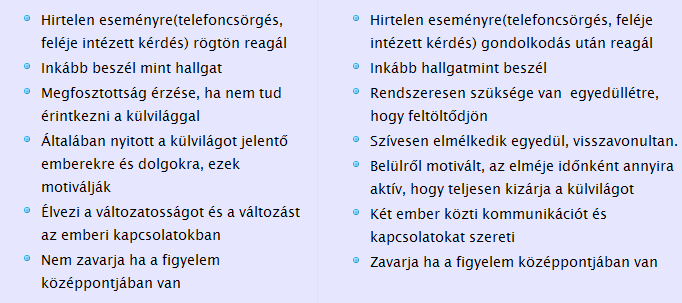 Hirtelen eseményre(telefoncsörgés,
feléje intézett kérdés) rögtön reagál
Inkább beszél mint hallgat
Megfosztottság érzése, ha nem tud
érintkezni a külvilággal
Általában nyitott a külvilágot jelentő
emberekre és dolgokra, ezek
motiválják
Élvezi a változatosságot és a változást
az emberi kapcsolatokban
Nem zavarja ha a figyelem
középpontjában van
Hirtelen eseményre(telefoncsörgés, feléje
intézett kérdés) gondolkodás után reagál
Inkább hallgatmint beszél
Rendszeresen szüksége van  egyedüllétre,
hogy feltöltődjön
Szívesen elmélkedik egyedül, visszavonultan.
Belülről motivált, az elméje időnként annyira
aktív, hogy teljesen kizárja a külvilágot
Két ember közti kommunikációt és
kapcsolatokat szereti
Zavarja ha a figyelem középpontjában van